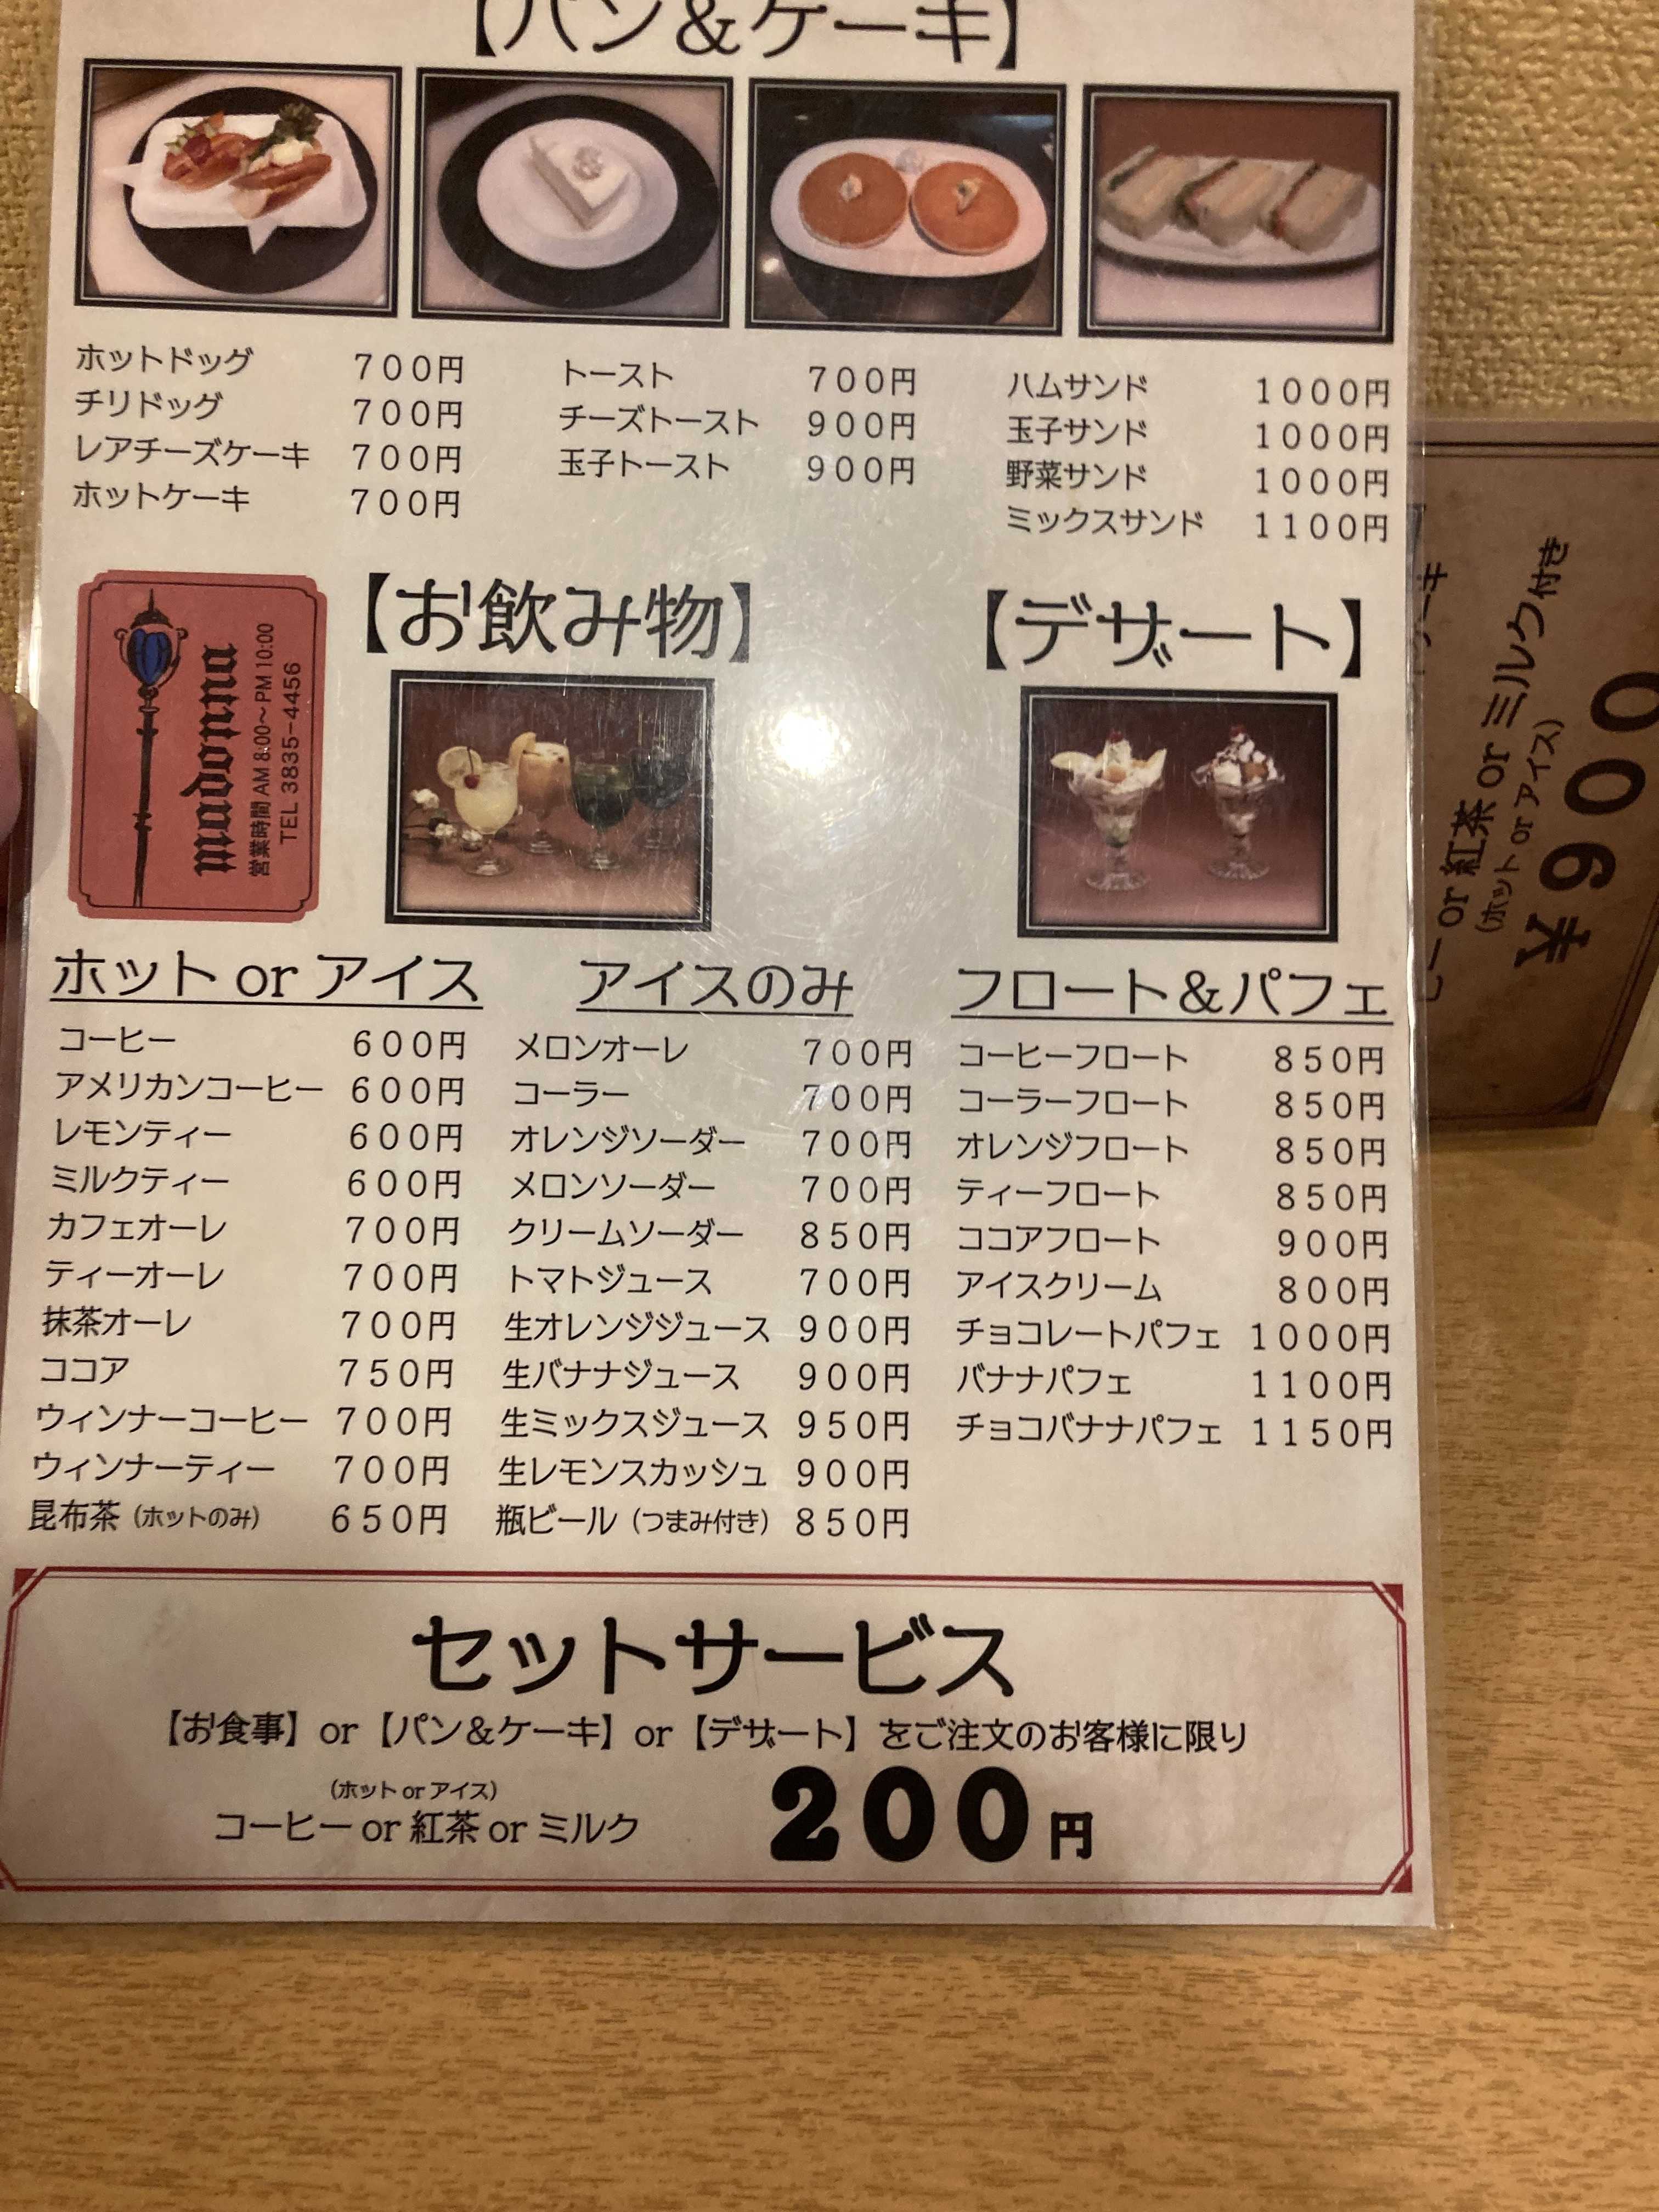 【パン＆ケーキ】
ホットドッグ 700円
チリドッグ 700円
レアチーズケーキ 700円
ホットケーキ 700円
トースト 700円
チーズトースト 900円
玉子トースト 900円
ハムサンド 1000円
玉子サンド 1000円
野菜サンド 1000円
ミックスサンド 1100円
madonna
営業時間 AM 8:00～PM 10:00
TEL 3835-4456
【お飲み物】
ホット or アイス
コーヒー 600円
アメリカンコーヒー 600円
レモンティー 600円
ミルクティー 600円
カフェオーレ 700円
ティーオーレ 700円
抹茶オーレ 700円
ココア 750円
ウィンナーコーヒー 700円
ウィンナーティー 700円
昆布茶（ホットのみ） 650円
アイスのみ
メロンオーレ 700円
コーラー 700円
オレンジソーダー 700円
メロンソーダー 700円
クリームソーダー 850円
トマトジュース 700円
生オレンジジュース 900円
生バナナジュース 900円
生ミックスジュース 950円
生レモンスカッシュ 900円
瓶ビール（つまみ付き） 850円
【デザート】
フロート＆パフェ
コーヒーフロート 850円
コーラーフロート 850円
オレンジフロート 850円
ティーフロート 850円
ココアフロート 900円
アイスクリーム 800円
チョコレートパフェ 1000円
バナナパフェ 1100円
チョコバナナパフェ 1150円
セットサービス
【お食事】or【パン＆ケーキ】or【デザート】をご注文のお客様に限り
（ホット or アイス）
コーヒー or 紅茶 or ミルク 200円
ー or 紅茶 or ミルク付き
（ホット or アイス）
¥900